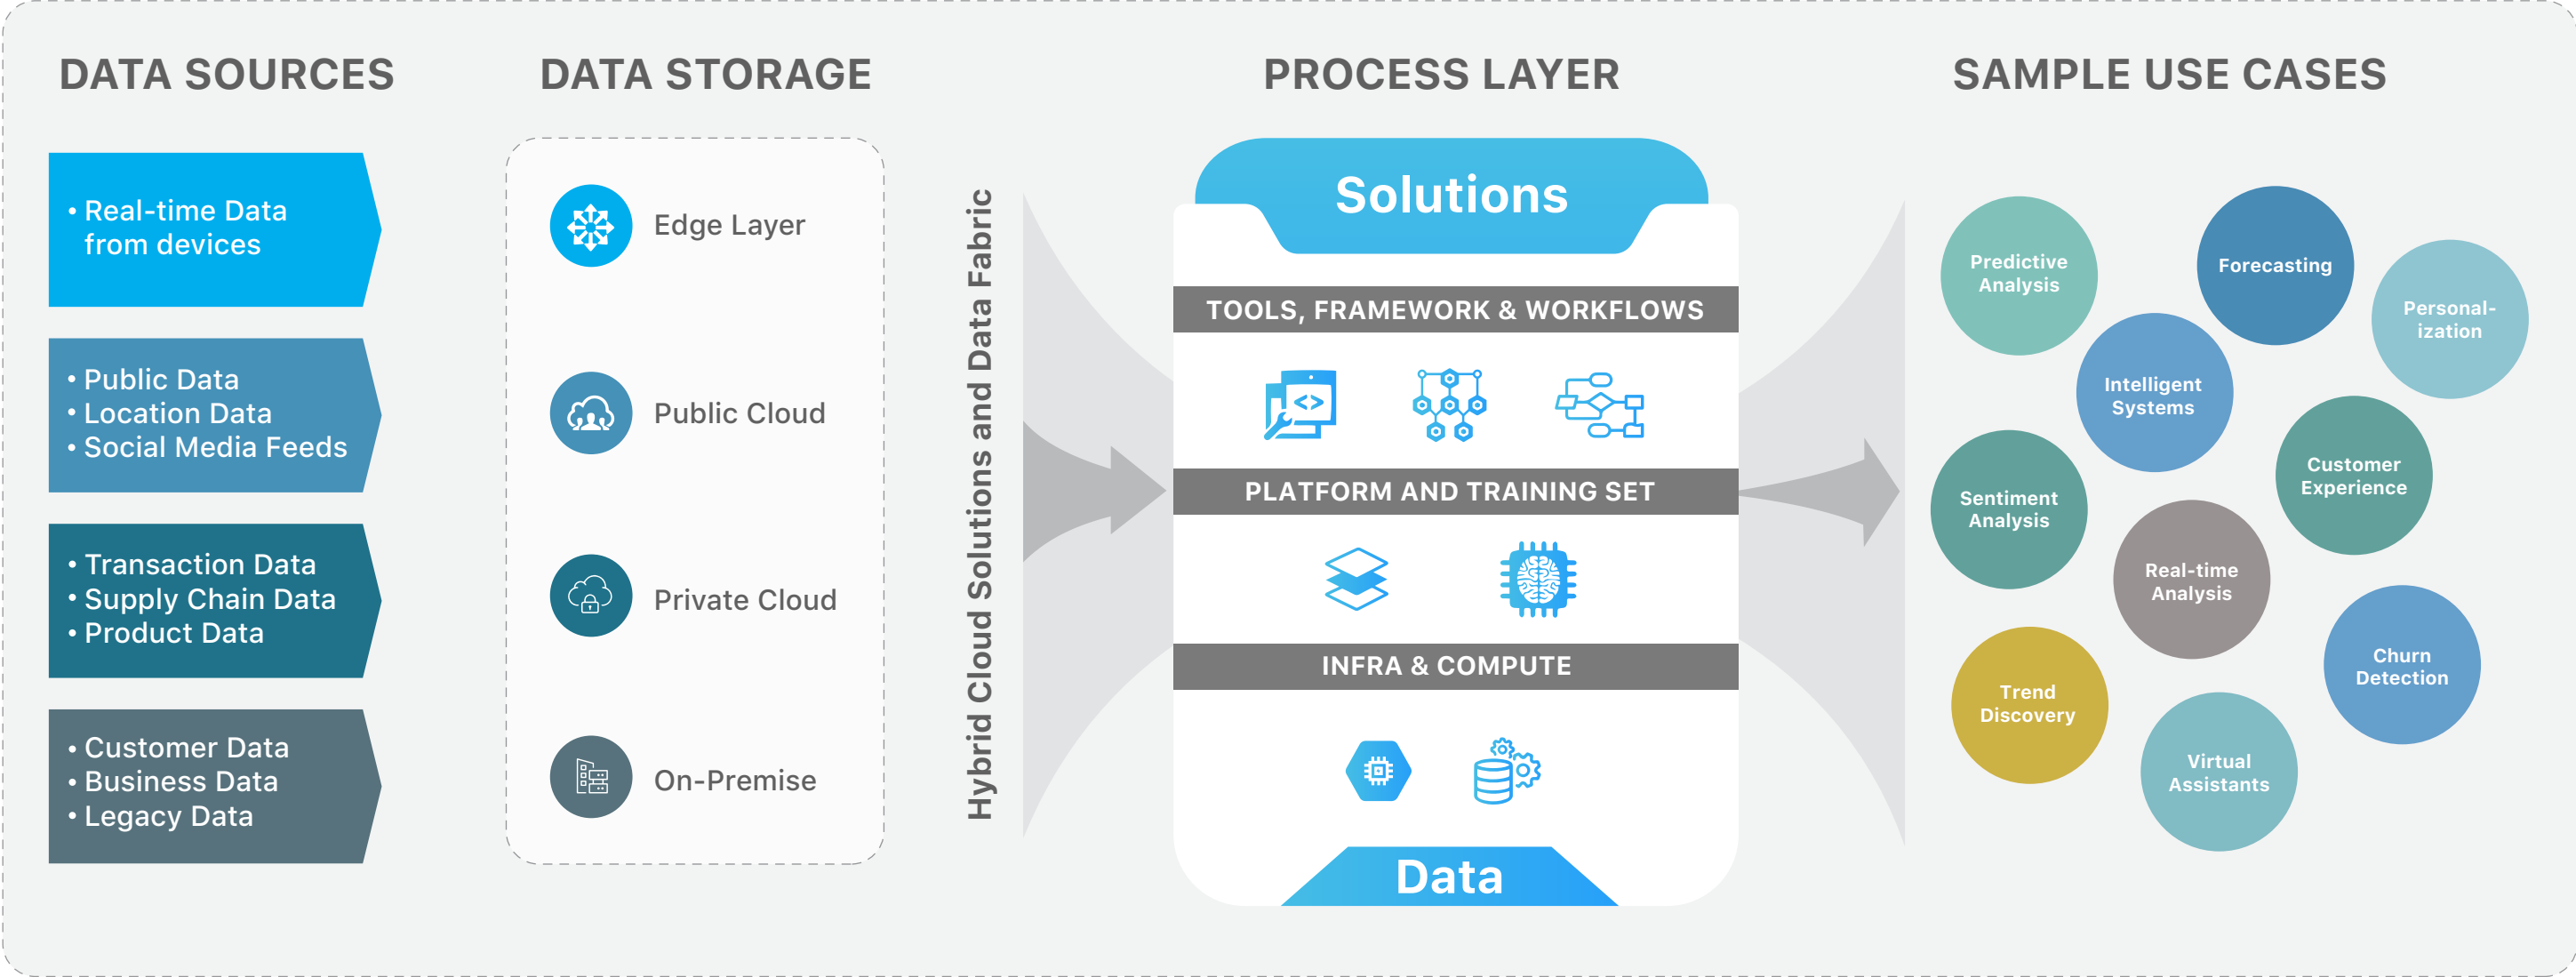 DATA SOURCES
• Real-time Data
from devices
• Public Data
• Location Data
• Social Media Feeds
• Transaction Data
• Supply Chain Data
• Product Data
• Customer Data
• Business Data
• Legacy Data
DATA STORAGE
Edge Layer
Public Cloud
Private Cloud
On-Premise
Hybrid Cloud Solutions and Data Fabric
PROCESS LAYER
Solutions
TOOLS, FRAMEWORK & WORKFLOWS
PLATFORM AND TRAINING SET
INFRA & COMPUTE
Data
SAMPLE USE CASES
Predictive
Analysis
Forecasting
Personal-
ization
Intelligent
Systems
Customer
Experience
Sentiment
Analysis
Real-time
Analysis
Churn
Detection
Trend
Discovery
Virtual
Assistants